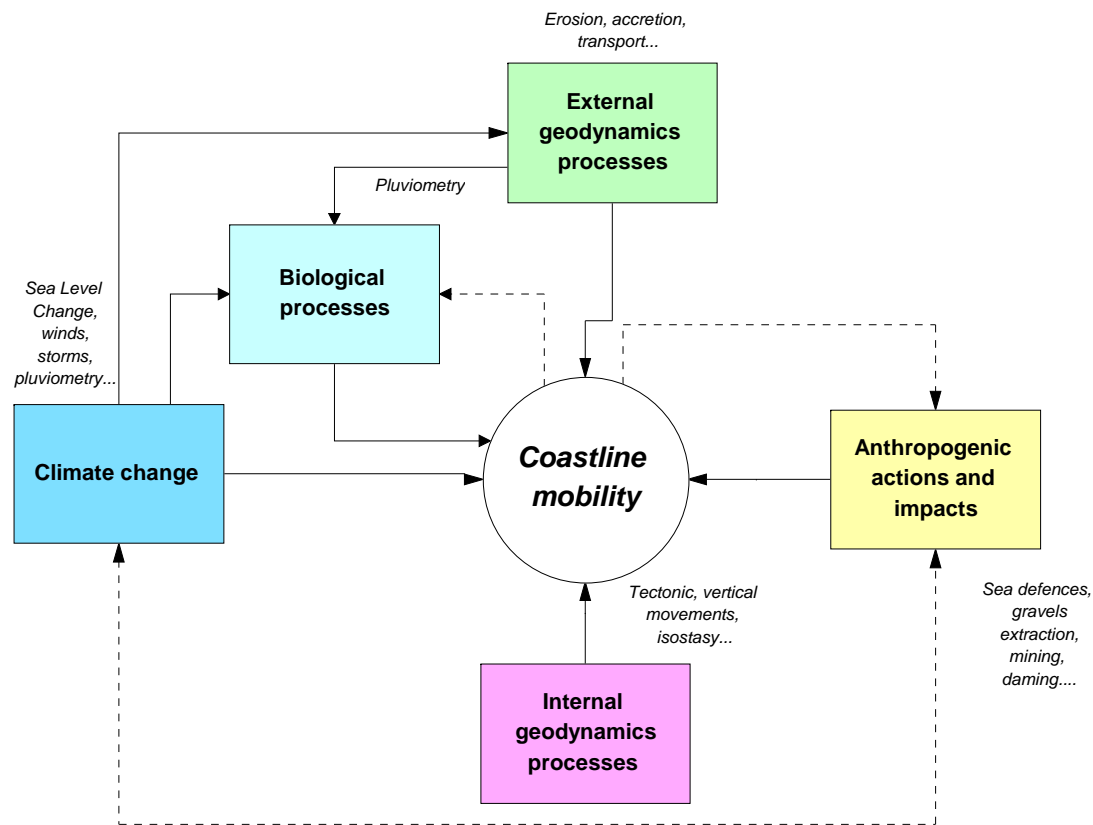 Erosion, accretion,
transport...
External
geodynamics
processes
Pluviometry
Biological
processes
Sea Level
Change,
winds,
storms,
pluviometry...
Climate change
Coastline
mobility
Anthropogenic
actions and
impacts
Tectonic, vertical
movements,
isostasy...
Sea defences,
gravels
extraction,
mining,
daming....
Internal
geodynamics
processes